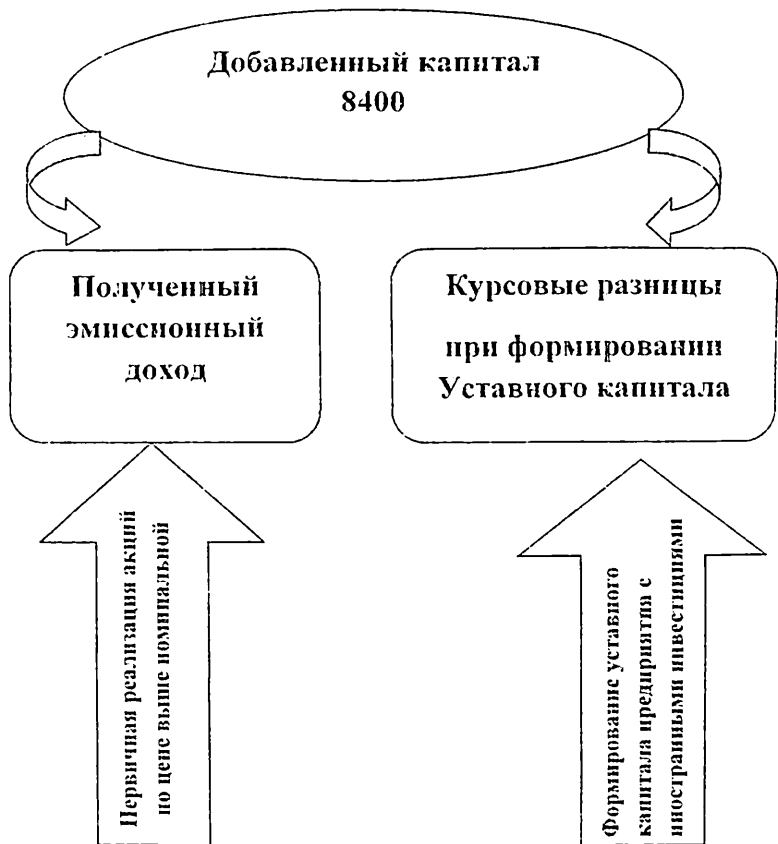 Добавленный капитал
8400
Полученный
эмиссионный
доход
Курсовые разницы
при формировании
Уставного капитала
Первичная реализация акций
по цене выше номинальной
Формирование уставного
капитала предприятия с
иностранными инвестициями